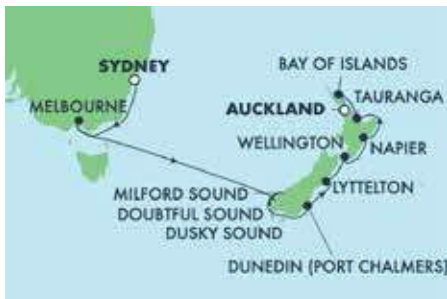 BAY OF ISLANDS
SYDNEY
TAURANGA
MELBOURNE
AUCKLAND
WELLINGTON
NAPIER
LYTTELTON
MILFORD SOUND
DOUBTFUL SOUND
DUSKY SOUND
DUNEDIN (PORT CHALMERS)